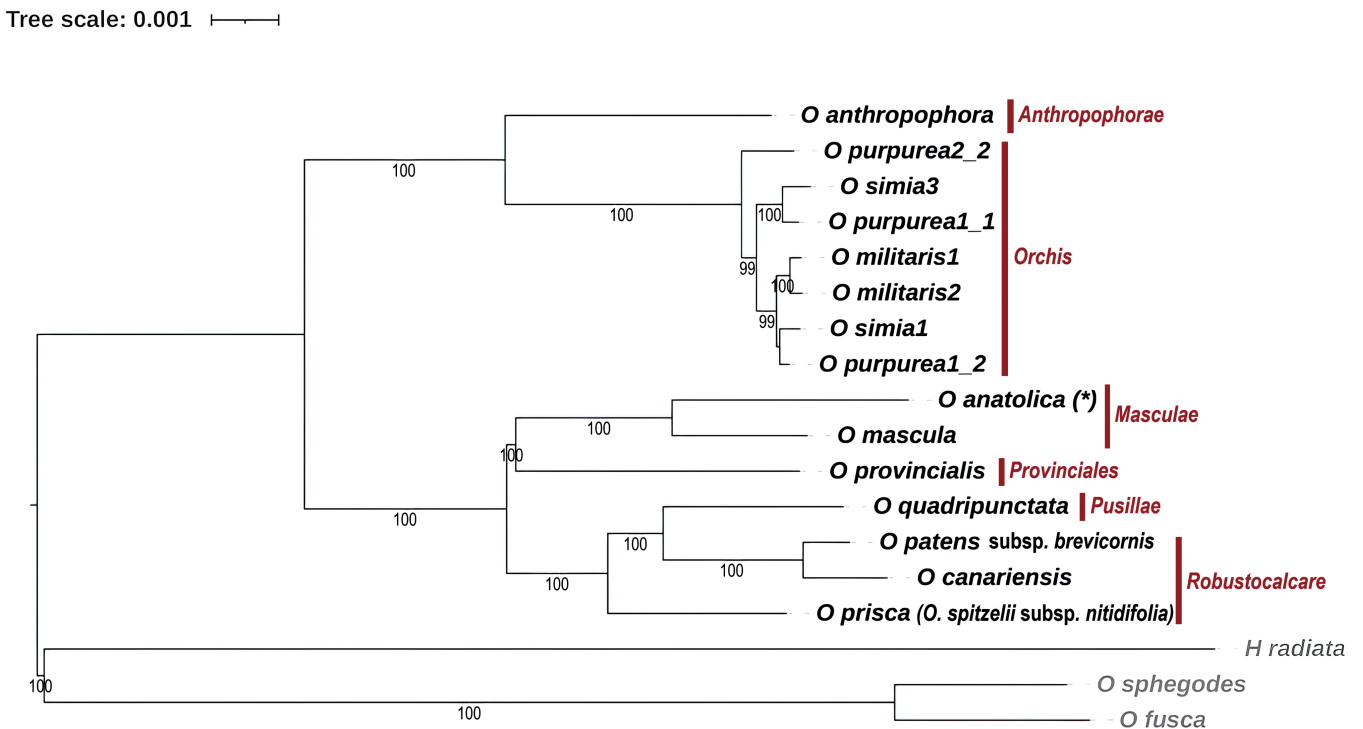 Tree scale: 0.001
O anthropophora Anthropophorae
100
O purpurea2_2
O simia3
100
100
O purpurea1_1
O militaris1 Orchis
99
100
O militaris2
99
O simia1
O purpurea1_2
O anatolica (*)
Masculae
100
O mascula
100
O provincialis Provinciales
O quadripunctata Pusillae
100
O patens subsp. brevicornis
100
100
100
O canariensis
Robustocalcare
O prisca (O. spitzelii subsp. nitidifolia)
H radiata
100
O sphegodes
100
O fusca